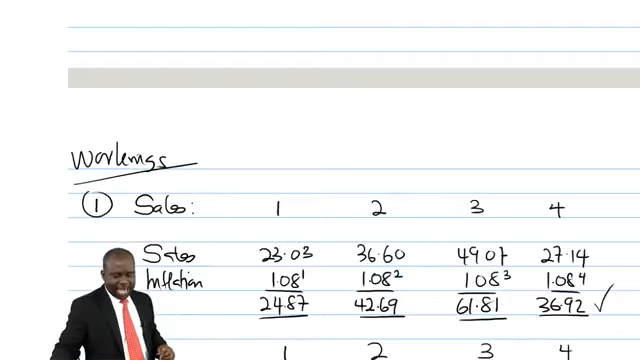 Workings
① Sales: 1 2 3 4
Sales 23.03 36.60 49.07 27.14
Inflation 1.08¹ 1.08² 1.08³ 1.08⁴
24.87 42.69 61.81 36.92 ✓
1 2 3 4